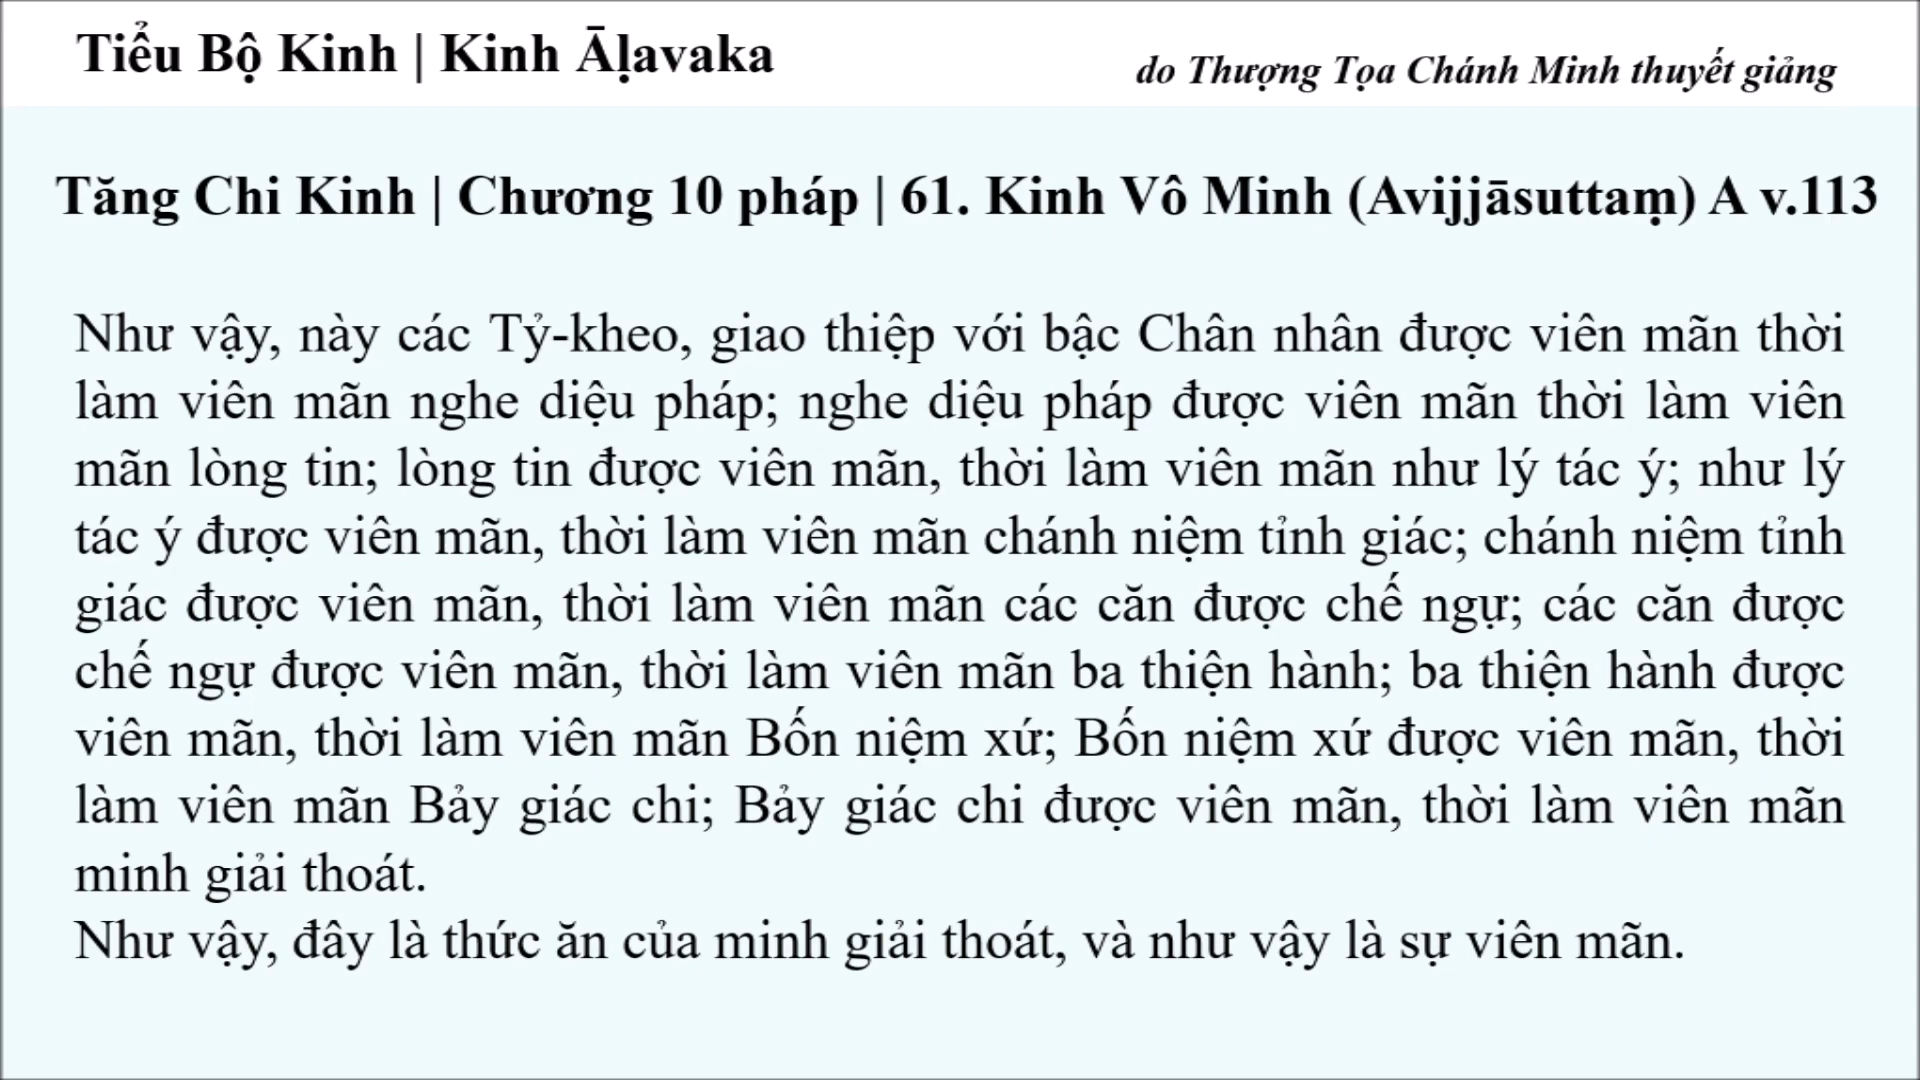 Tiểu Bộ Kinh | Kinh Āḷavaka
do Thượng Tọa Chánh Minh thuyết giảng
Tăng Chi Kinh | Chương 10 pháp | 61. Kinh Vô Minh (Avijjāsuttaṃ) A v.113
Như vậy, này các Tỷ-kheo, giao thiệp với bậc Chân nhân được viên mãn thời
làm viên mãn nghe diệu pháp; nghe diệu pháp được viên mãn thời làm viên
mãn lòng tin; lòng tin được viên mãn, thời làm viên mãn như lý tác ý; như lý
tác ý được viên mãn, thời làm viên mãn chánh niệm tỉnh giác; chánh niệm tỉnh
giác được viên mãn, thời làm viên mãn các căn được chế ngự; các căn được
chế ngự được viên mãn, thời làm viên mãn ba thiện hành; ba thiện hành được
viên mãn, thời làm viên mãn Bốn niệm xứ; Bốn niệm xứ được viên mãn, thời
làm viên mãn Bảy giác chi; Bảy giác chi được viên mãn, thời làm viên mãn
minh giải thoát.
Như vậy, đây là thức ăn của minh giải thoát, và như vậy là sự viên mãn.